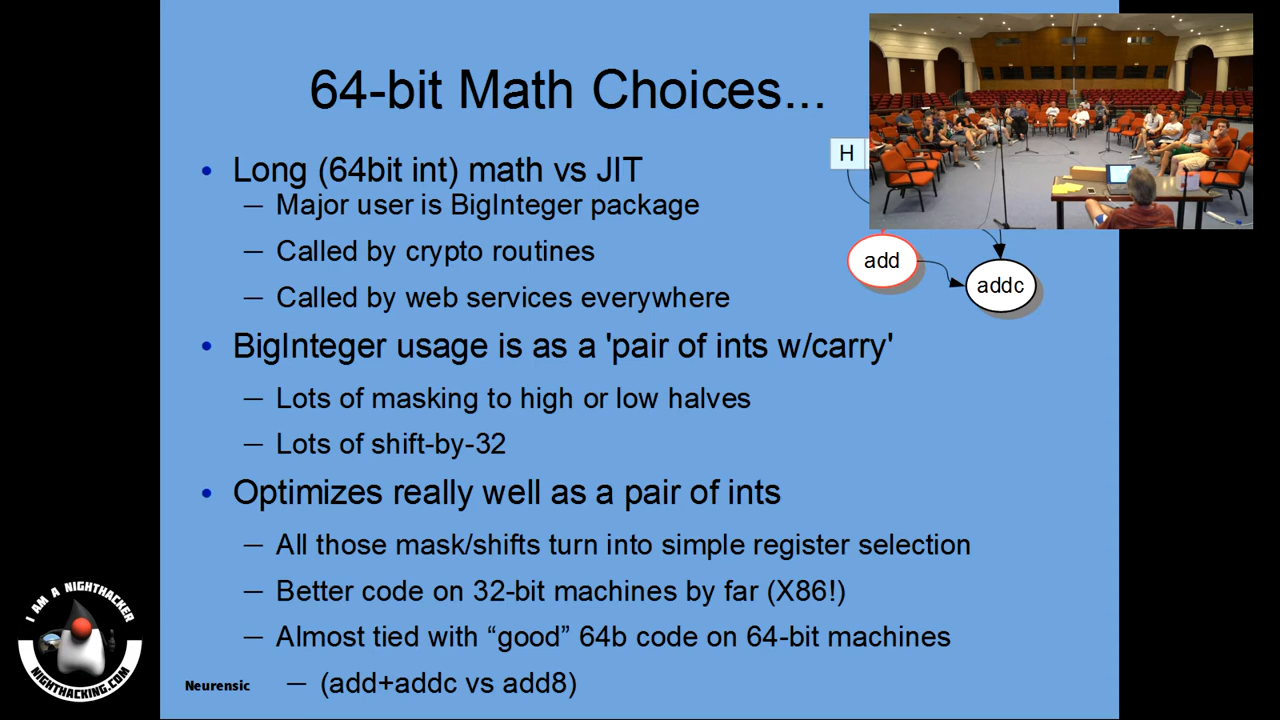 64-bit Math Choices...
• Long (64bit int) math vs JIT
– Major user is BigInteger package
– Called by crypto routines
– Called by web services everywhere
H
add
addc
• BigInteger usage is as a 'pair of ints w/carry'
– Lots of masking to high or low halves
– Lots of shift-by-32
• Optimizes really well as a pair of ints
– All those mask/shifts turn into simple register selection
– Better code on 32-bit machines by far (X86!)
– Almost tied with “good” 64b code on 64-bit machines
– (add+addc vs add8)
Neurensic
I AM A NIGHTHACKER
NIGHTHACKING.COM